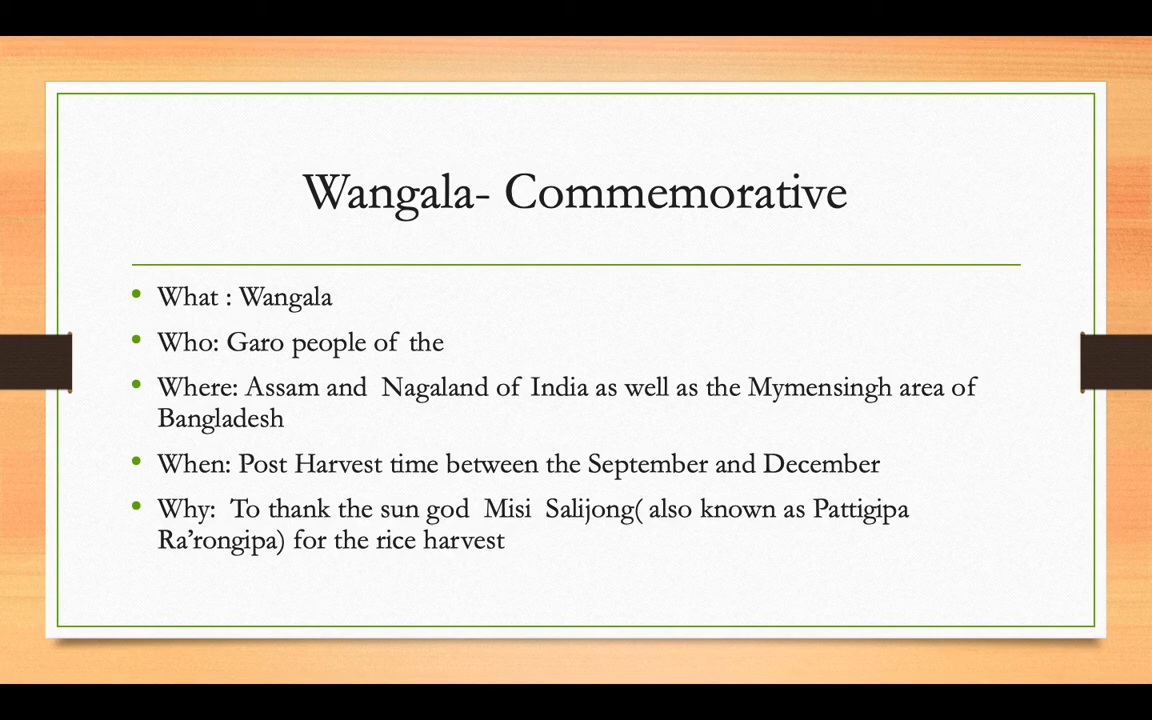 Wangala- Commemorative
What : Wangala
Who: Garo people of the
Where: Assam and Nagaland of India as well as the Mymensingh area of
Bangladesh
When: Post Harvest time between the September and December
Why: To thank the sun god Misi Salijong( also known as Pattigipa
Ra’rongipa) for the rice harvest